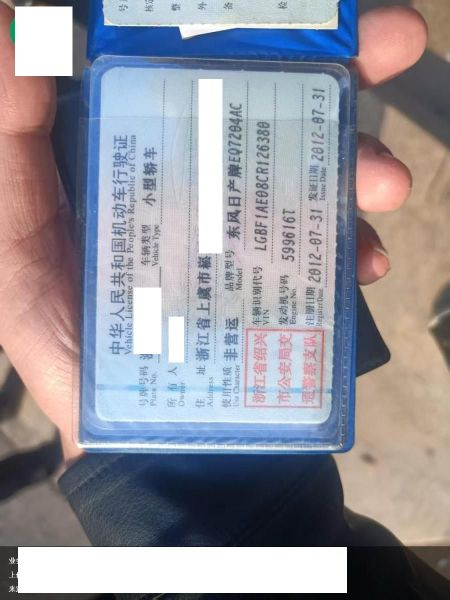 中华人民共和国机动车行驶证
Vehicle License of the People's Republic of China
号牌号码
Plate No.
车辆类型 小型轿车
Vehicle Type
所有人
Owner
住址 浙江省上虞市崧
Address
使用性质 非营运
Use Character
品牌型号 东风日产牌EQ7204AC
Model
车辆识别代号 LGBF1AE08CR126380
VIN
发动机号码 599616T
Engine No.
注册日期 2012-07-31
Register Date
发证日期 2012-07-31
Issue Date
浙江省绍兴
市公安局交
通警察支队